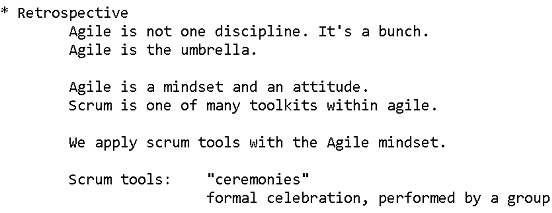 * Retrospective
Agile is not one discipline. It's a bunch.
Agile is the umbrella.
Agile is a mindset and an attitude.
Scrum is one of many toolkits within agile.
We apply scrum tools with the Agile mindset.
Scrum tools: "ceremonies"
formal celebration, performed by a group